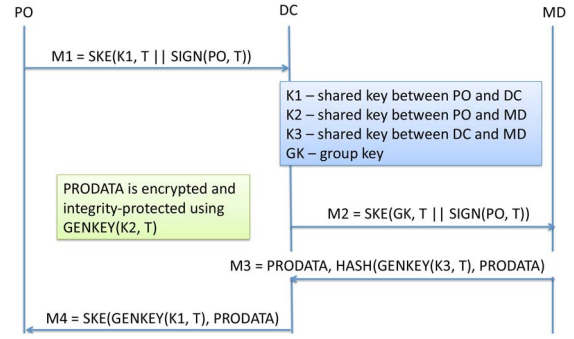 PO
DC
MD
M1 = SKE(K1, T || SIGN(PO, T))
K1 – shared key between PO and DC
K2 – shared key between PO and MD
K3 – shared key between DC and MD
GK – group key
PRODATA is encrypted and
integrity-protected using
GENKEY(K2, T)
M2 = SKE(GK, T || SIGN(PO, T))
M3 = PRODATA, HASH(GENKEY(K3, T), PRODATA)
M4 = SKE(GENKEY(K1, T), PRODATA)